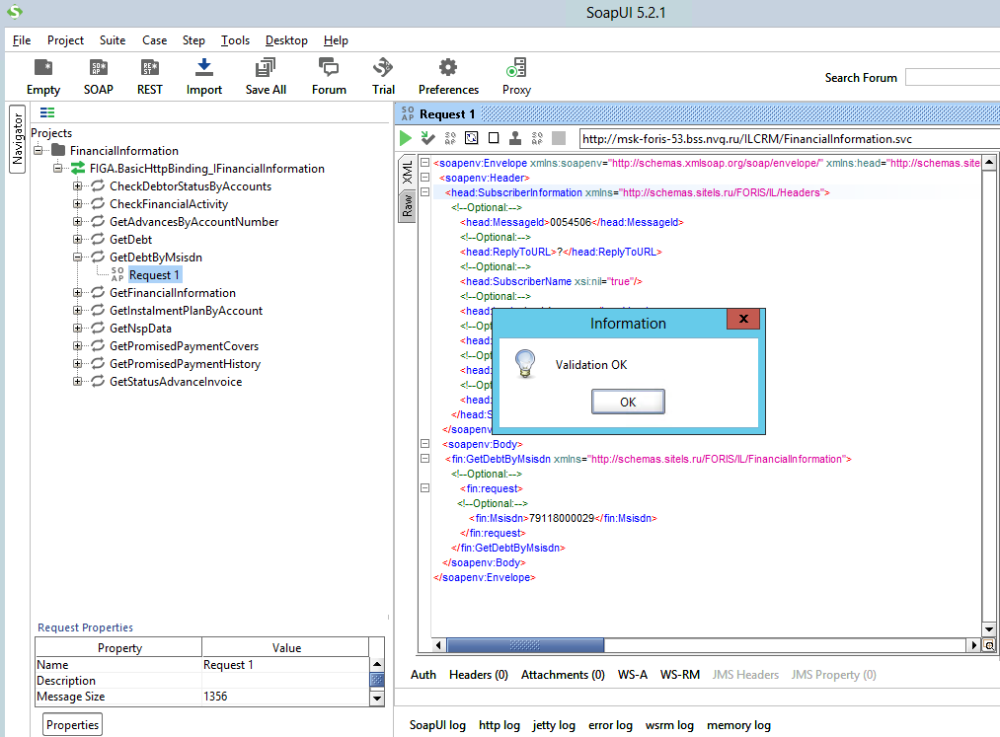 SoapUI 5.2.1
File Project Suite Case Step Tools Desktop Help
Empty SOAP REST Import Save All Forum Trial Preferences Proxy Search Forum
Navigator
Projects
FinancialInformation
FIGA.BasicHttpBinding_IFinancialInformation
CheckDebtorStatusByAccounts
CheckFinancialActivity
GetAdvancesByAccountNumber
GetDebt
GetDebtByMsisdn
Request 1
GetFinancialInformation
GetInstalmentPlanByAccount
GetNspData
GetPromisedPaymentCovers
GetPromisedPaymentHistory
GetStatusAdvanceInvoice
Request Properties
Property Value
Name Request 1
Description
Message Size 1356
Properties
Request 1
http://msk-foris-53.bss.nvq.ru/ILCRM/FinancialInformation.svc
XML
Raw
<soapenv:Envelope xmlns:soapenv="http://schemas.xmlsoap.org/soap/envelope/" xmlns:head="http://schemas.site
<soapenv:Header>
<head:SubscriberInformation xmlns="http://schemas.sitels.ru/FORIS/IL/Headers">
<!--Optional:-->
<head:MessageId>0054506</head:MessageId>
<!--Optional:-->
<head:ReplyToURL>?</head:ReplyToURL>
<!--Optional:-->
<head:SubscriberName xsi:nil="true"/>
<!--Optional:-->
<head:
<!--Opt
<head:
<!--Opt
<head:
<!--Opt
<head:
</head:S
</soapenv
Information
X
Validation OK
OK
<soapenv:Body>
<fin:GetDebtByMsisdn xmlns="http://schemas.sitels.ru/FORIS/IL/FinancialInformation">
<!--Optional:-->
<fin:request>
<!--Optional:-->
<fin:Msisdn>79118000029</fin:Msisdn>
</fin:request>
</fin:GetDebtByMsisdn>
</soapenv:Body>
</soapenv:Envelope>
Auth Headers (0) Attachments (0) WS-A WS-RM JMS Headers JMS Property (0)
SoapUI log http log jetty log error log wsrm log memory log